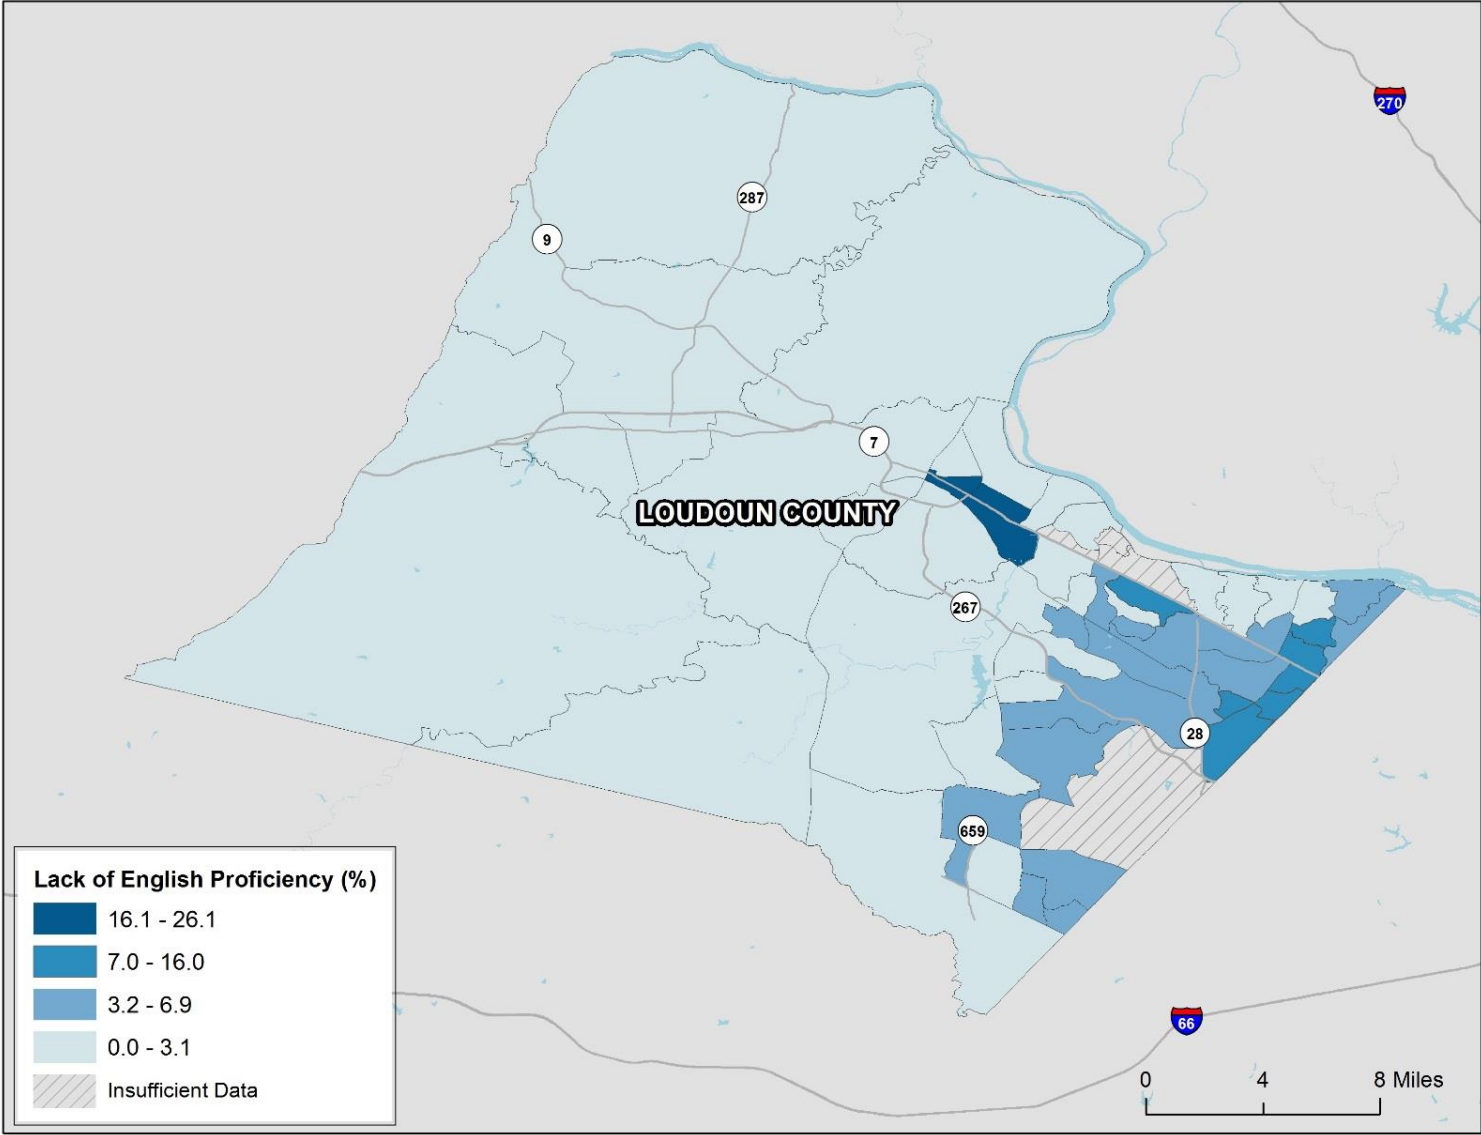 270
287
9
7
LOUDOUN COUNTY
267
28
659
Lack of English Proficiency (%)
16.1 - 26.1
7.0 - 16.0
3.2 - 6.9
0.0 - 3.1
Insufficient Data
66
0 4 8 Miles